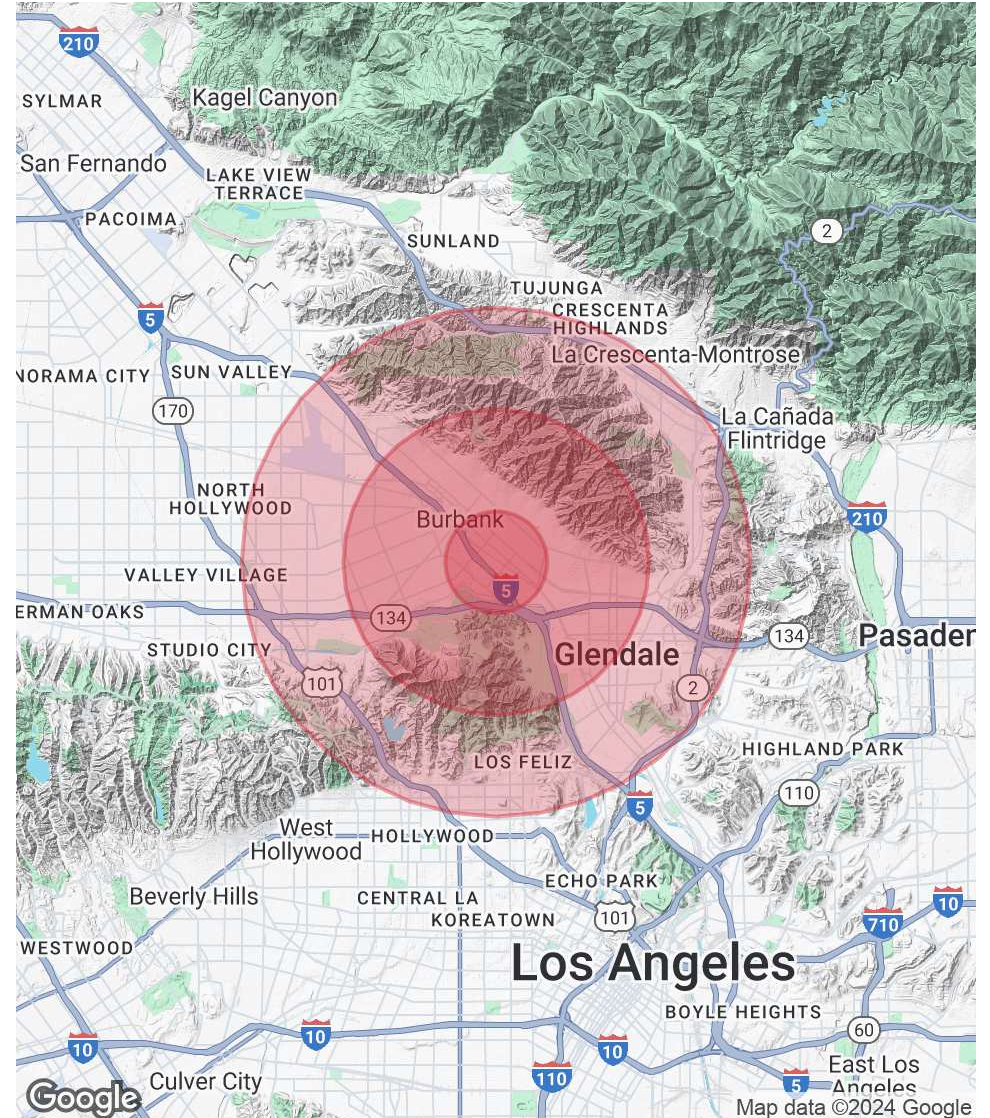 210
SYLMAR
Kagel Canyon
San Fernando
LAKE VIEW
TERRACE
PACOIMA
2
SUNLAND
TUJUNGA
5
CRESCENTA
HIGHLANDS
La Crescenta-Montrose
NORAMA CITY
SUN VALLEY
170
La Cañada
Flintridge
NORTH
HOLLYWOOD
Burbank
210
VALLEY VILLAGE
5
ERMAN OAKS
134
134
Pasaden
STUDIO CITY
Glendale
101
2
HIGHLAND PARK
LOS FELIZ
110
5
West
Hollywood
HOLLYWOOD
ECHO PARK
Beverly Hills
CENTRAL LA
KOREATOWN
101
10
710
WESTWOOD
Los Angeles
BOYLE HEIGHTS
10
10
10
60
110
5
East Los
Angeles
Culver City
Google
Map data ©2024 Google